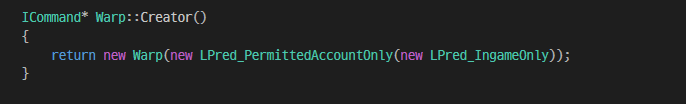 ICommand* Warp::Creator()
{
    return new Warp(new LPred_PermittedAccountOnly(new LPred_IngameOnly));
}